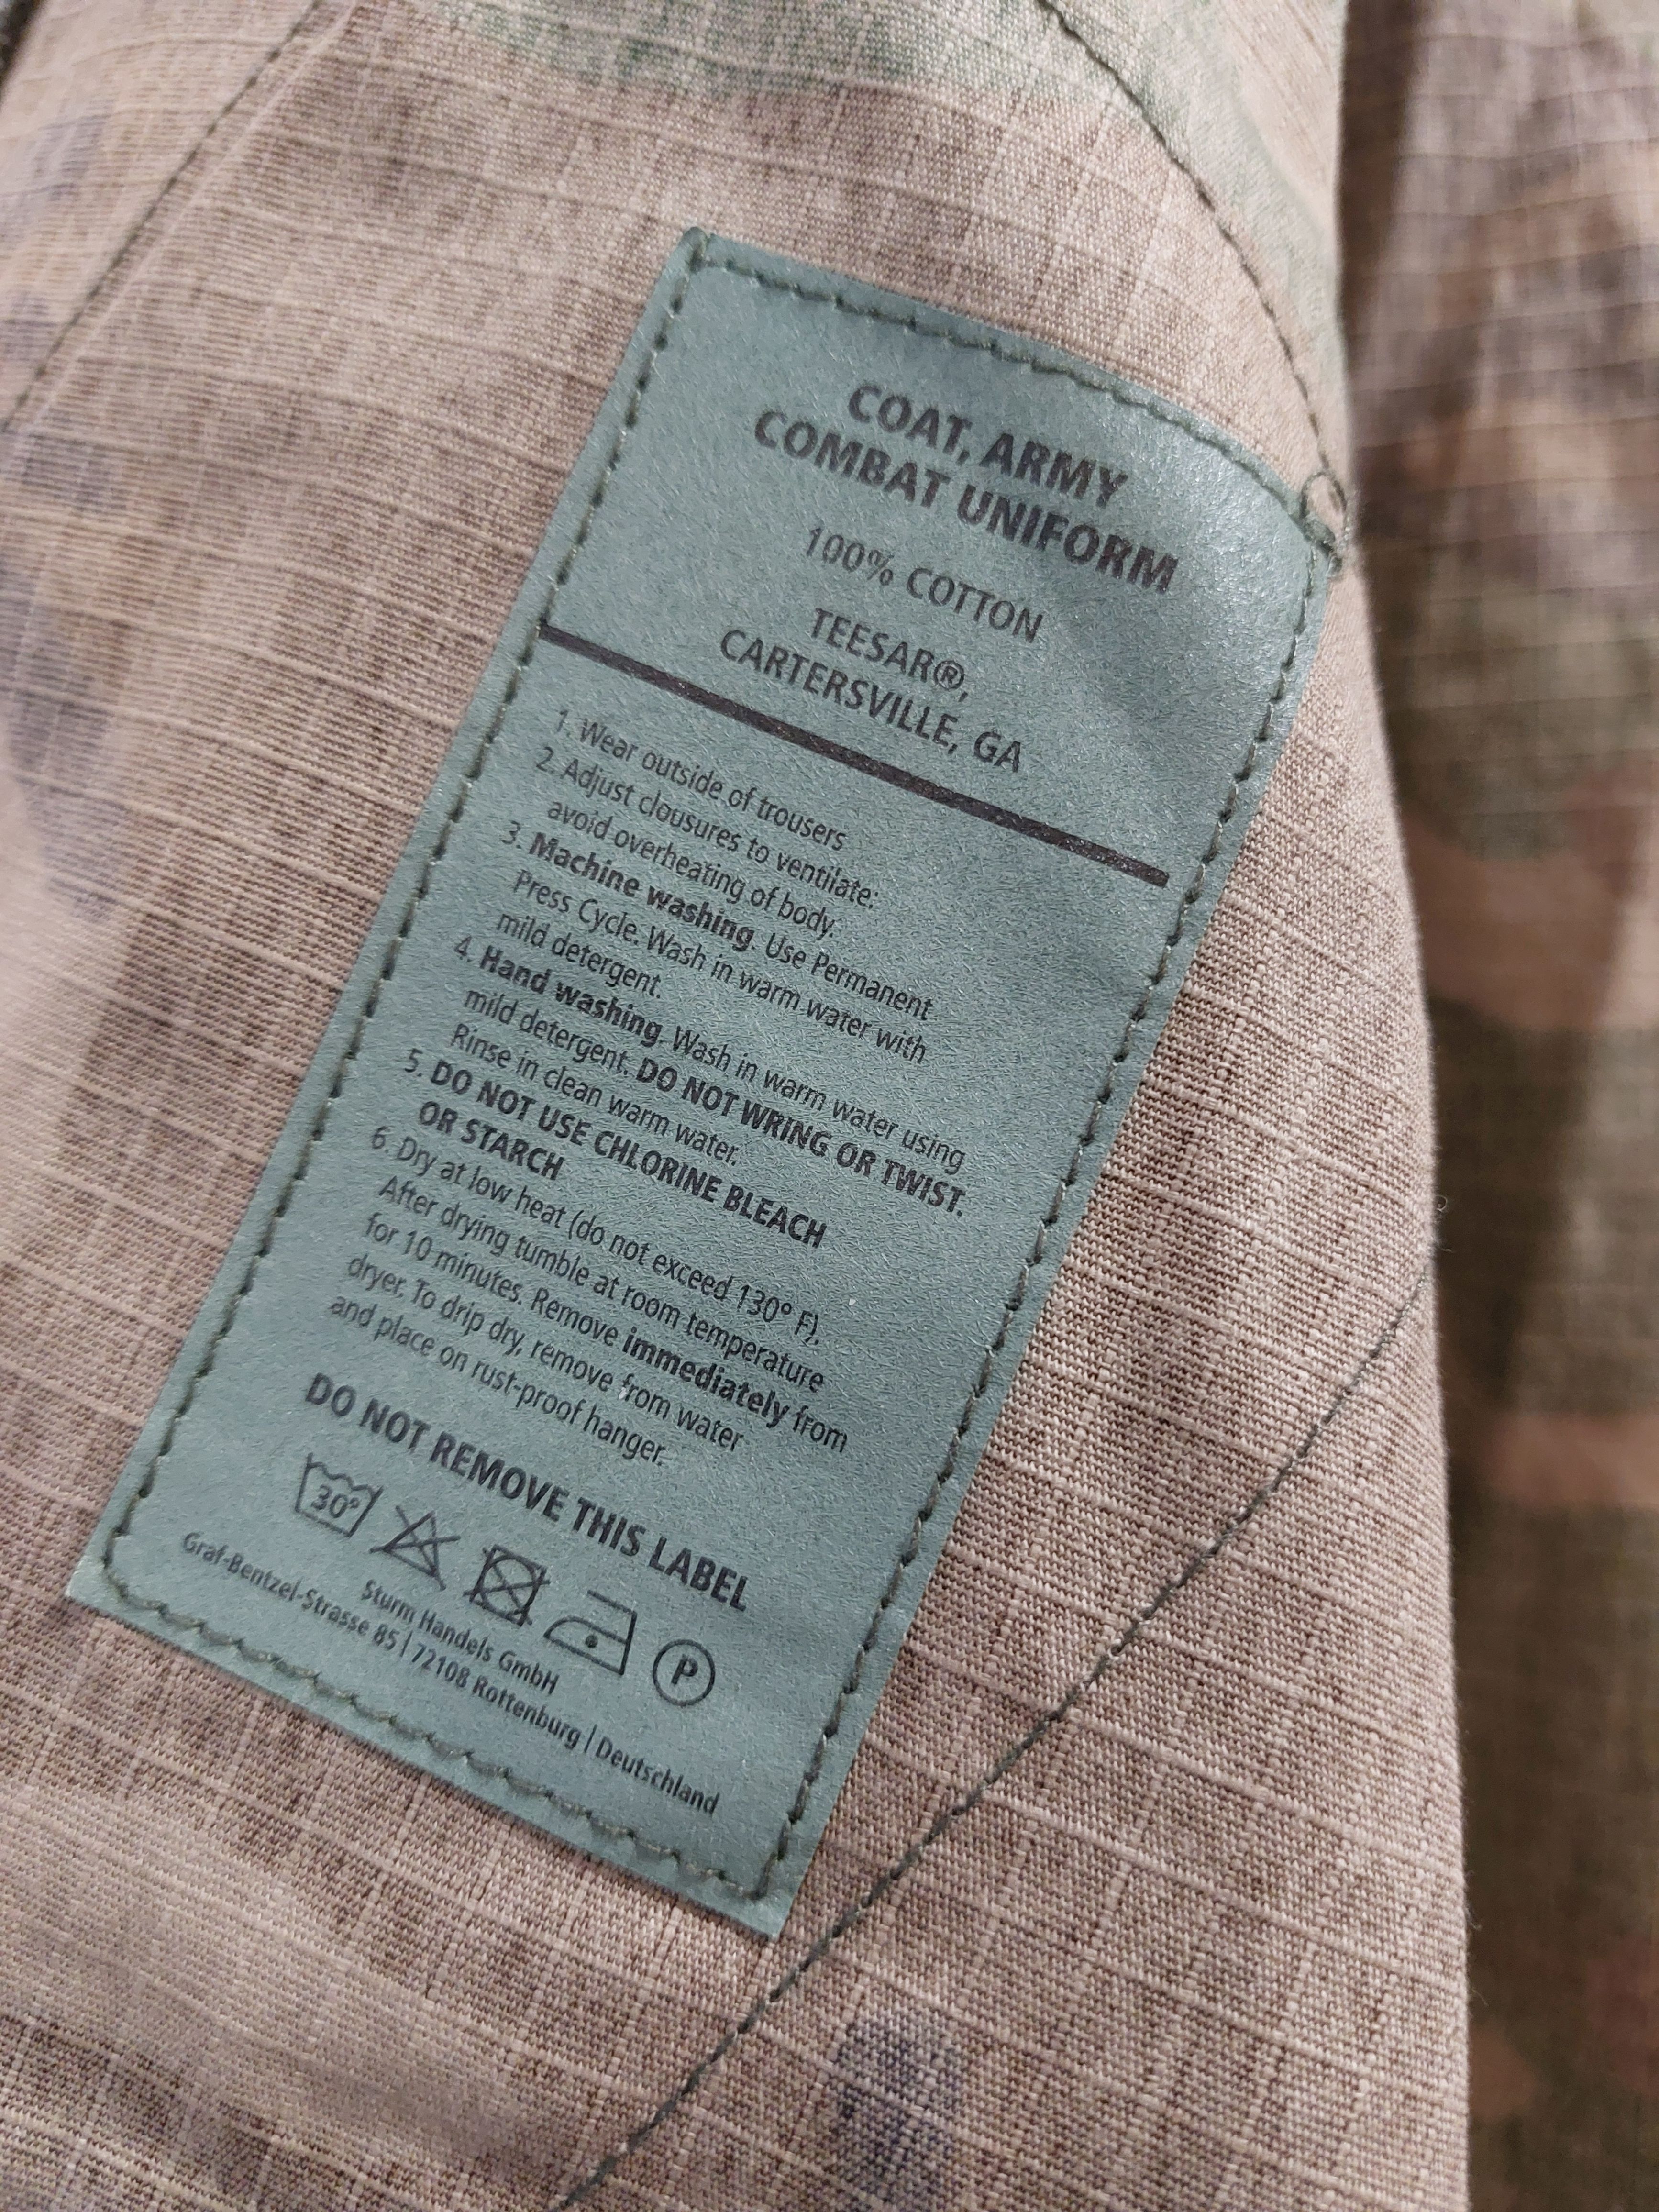 COAT, ARMY
COMBAT UNIFORM
100% COTTON
TEESAR®,
CARTERSVILLE, GA
1. Wear outside of trousers
2. Adjust clousures to ventilate:
avoid overheating of body.
3. Machine washing. Use Permanent
Press Cycle. Wash in warm water with
mild detergent.
4. Hand washing. Wash in warm water using
mild detergent. DO NOT WRING OR TWIST.
Rinse in clean warm water.
5. DO NOT USE CHLORINE BLEACH
OR STARCH
6. Dry at low heat (do not exceed 130° F),
After drying tumble at room temperature
for 10 minutes. Remove immediately from
dryer. To drip dry, remove from water
and place on rust-proof hanger.
DO NOT REMOVE THIS LABEL
30° P
Sturm Handels GmbH
Graf-Bentzel-Strasse 85 | 72108 Rottenburg | Deutschland